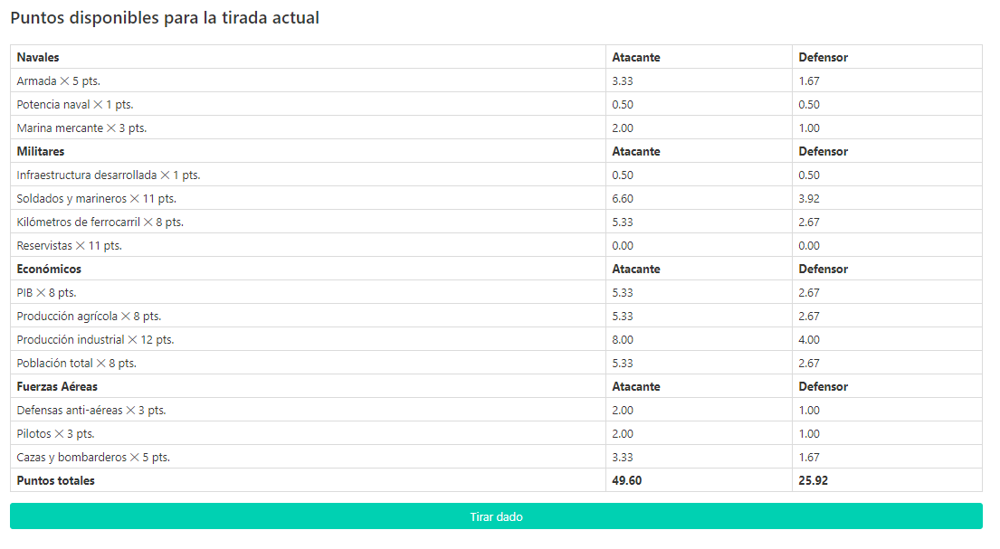 Puntos disponibles para la tirada actual
Navales Atacante Defensor
Armada × 5 pts. 3.33 1.67
Potencia naval × 1 pts. 0.50 0.50
Marina mercante × 3 pts. 2.00 1.00
Militares Atacante Defensor
Infraestructura desarrollada × 1 pts. 0.50 0.50
Soldados y marineros × 11 pts. 6.60 3.92
Kilómetros de ferrocarril × 8 pts. 5.33 2.67
Reservistas × 11 pts. 0.00 0.00
Económicos Atacante Defensor
PIB × 8 pts. 5.33 2.67
Producción agrícola × 8 pts. 5.33 2.67
Producción industrial × 12 pts. 8.00 4.00
Población total × 8 pts. 5.33 2.67
Fuerzas Aéreas Atacante Defensor
Defensas anti-aéreas × 3 pts. 2.00 1.00
Pilotos × 3 pts. 2.00 1.00
Cazas y bombarderos × 5 pts. 3.33 1.67
Puntos totales 49.60 25.92
Tirar dado